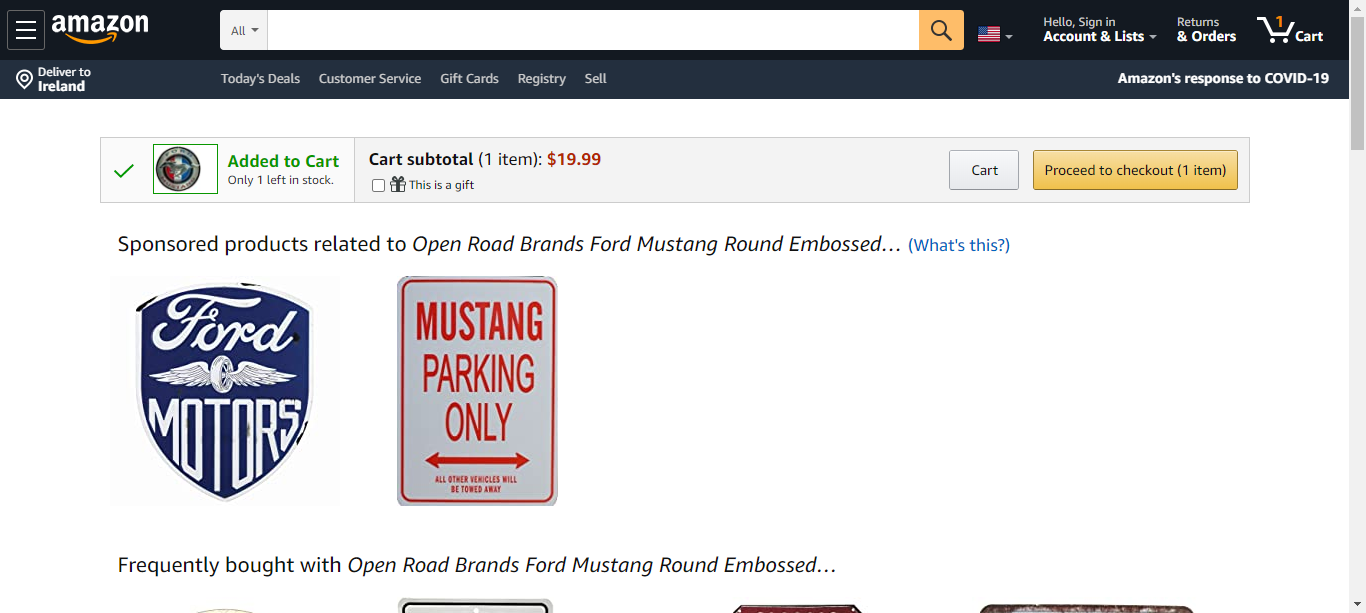 amazon
All
Hello, Sign in
Account & Lists
Returns
& Orders
1
Cart
Deliver to
Ireland
Today's Deals
Customer Service
Gift Cards
Registry
Sell
Amazon's response to COVID-19
Added to Cart
Only 1 left in stock.
Cart subtotal (1 item): $19.99
This is a gift
Cart
Proceed to checkout (1 item)
Sponsored products related to Open Road Brands Ford Mustang Round Embossed… (What's this?)
Ford
MOTORS
MUSTANG
PARKING
ONLY
ALL OTHER VEHICLES WILL
BE TOWED AWAY
Frequently bought with Open Road Brands Ford Mustang Round Embossed…